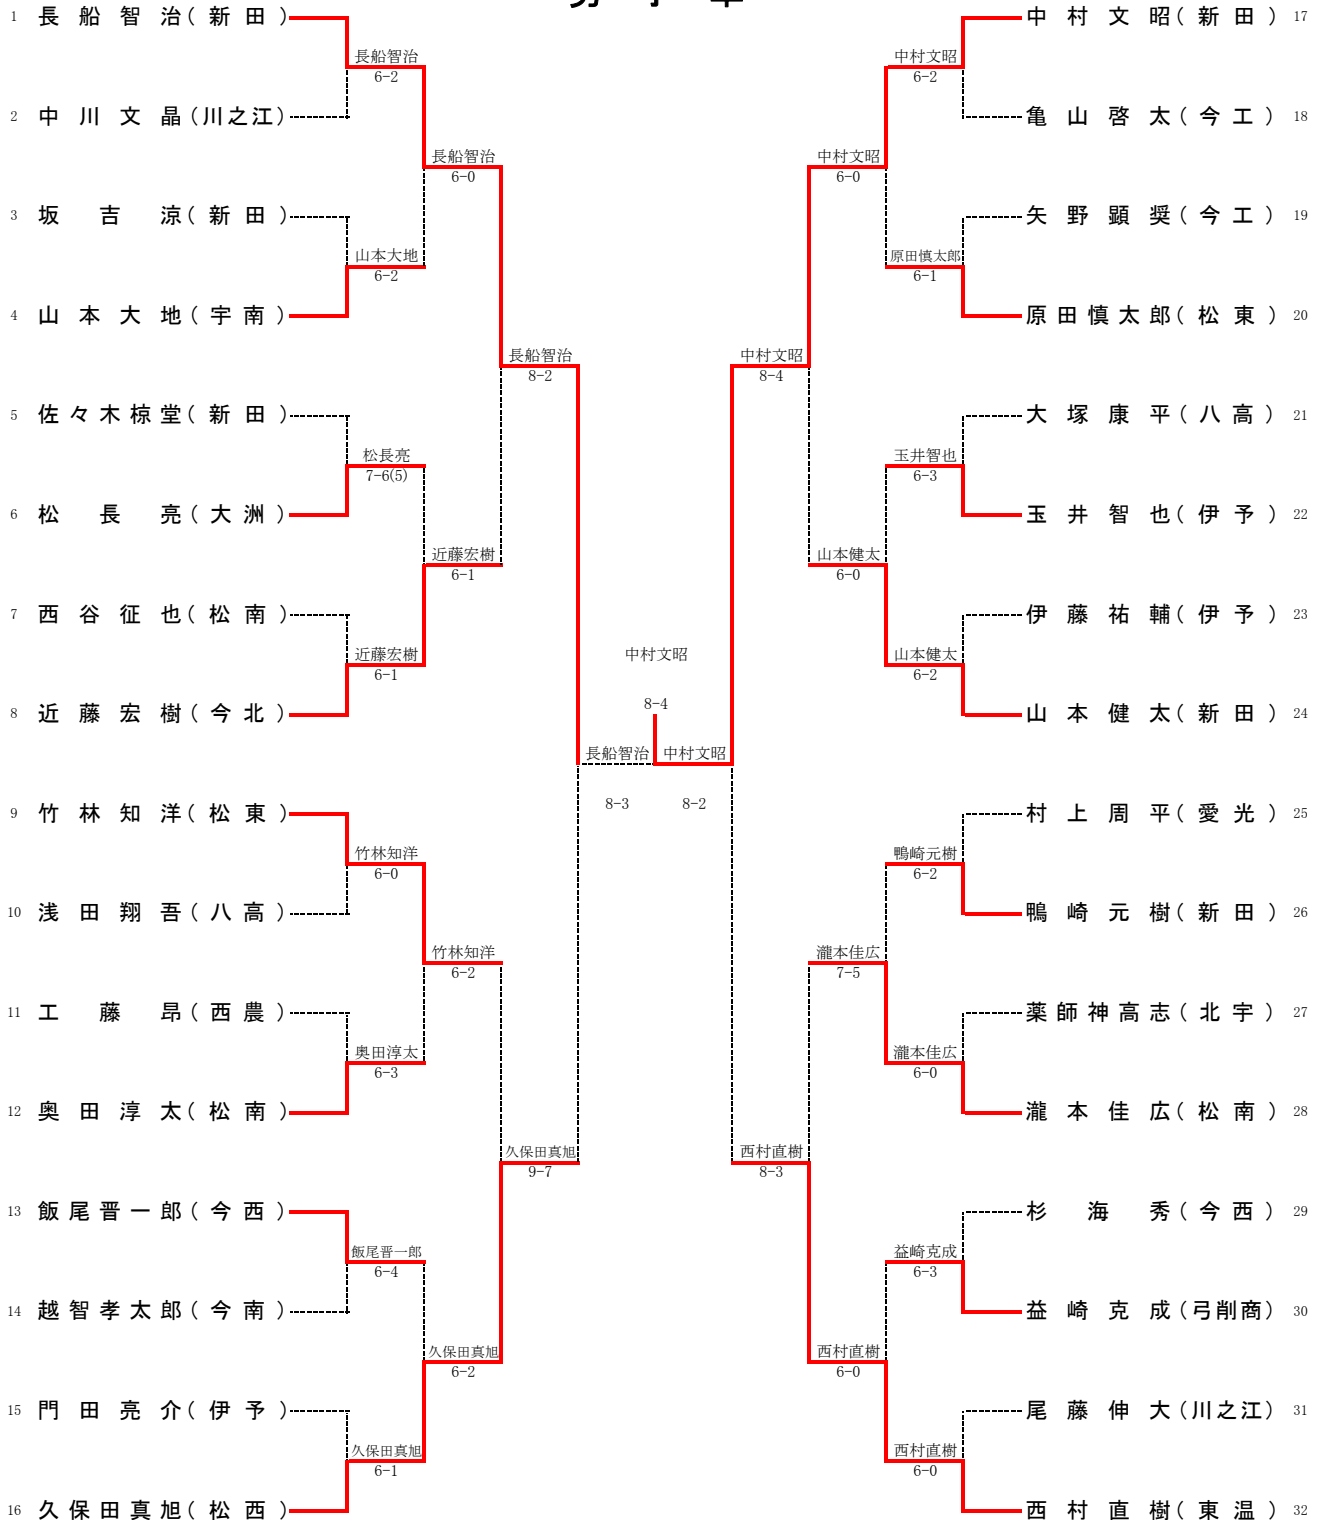 1 長船智治(新田)
長船智治
6-2
2 中川文晶(川之江)
長船智治
6-0
3 坂吉涼(新田)
山本大地
6-2
4 山本大地(宇南)
長船智治
8-2
5 佐々木椋堂(新田)
松長亮
7-6(5)
6 松長亮(大洲)
近藤宏樹
6-1
7 西谷征也(松南)
近藤宏樹
6-1
8 近藤宏樹(今北)
中村文昭
8-4
長船智治 中村文昭
8-3 8-2
9 竹林知洋(松東)
竹林知洋
6-0
10 浅田翔吾(八高)
竹林知洋
6-2
11 工藤昂(西農)
奥田淳太
6-3
12 奥田淳太(松南)
久保田真旭
9-7
13 飯尾晋一郎(今西)
飯尾晋一郎
6-4
14 越智孝太郎(今南)
久保田真旭
6-2
15 門田亮介(伊予)
久保田真旭
6-1
16 久保田真旭(松西)
中村文昭(新田) 17
中村文昭
6-2
亀山啓太(今工) 18
中村文昭
6-0
矢野顕奨(今工) 19
原田慎太郎
6-1
原田慎太郎(松東) 20
中村文昭
8-4
大塚康平(八高) 21
玉井智也
6-3
玉井智也(伊予) 22
山本健太
6-0
伊藤祐輔(伊予) 23
山本健太
6-2
山本健太(新田) 24
村上周平(愛光) 25
鴨崎元樹
6-2
鴨崎元樹(新田) 26
瀧本佳広
7-5
薬師神高志(北宇) 27
瀧本佳広
6-0
瀧本佳広(松南) 28
西村直樹
8-3
杉海秀(今西) 29
益崎克成
6-3
益崎克成(弓削商) 30
西村直樹
6-0
尾藤伸大(川之江) 31
西村直樹
6-0
西村直樹(東温) 32